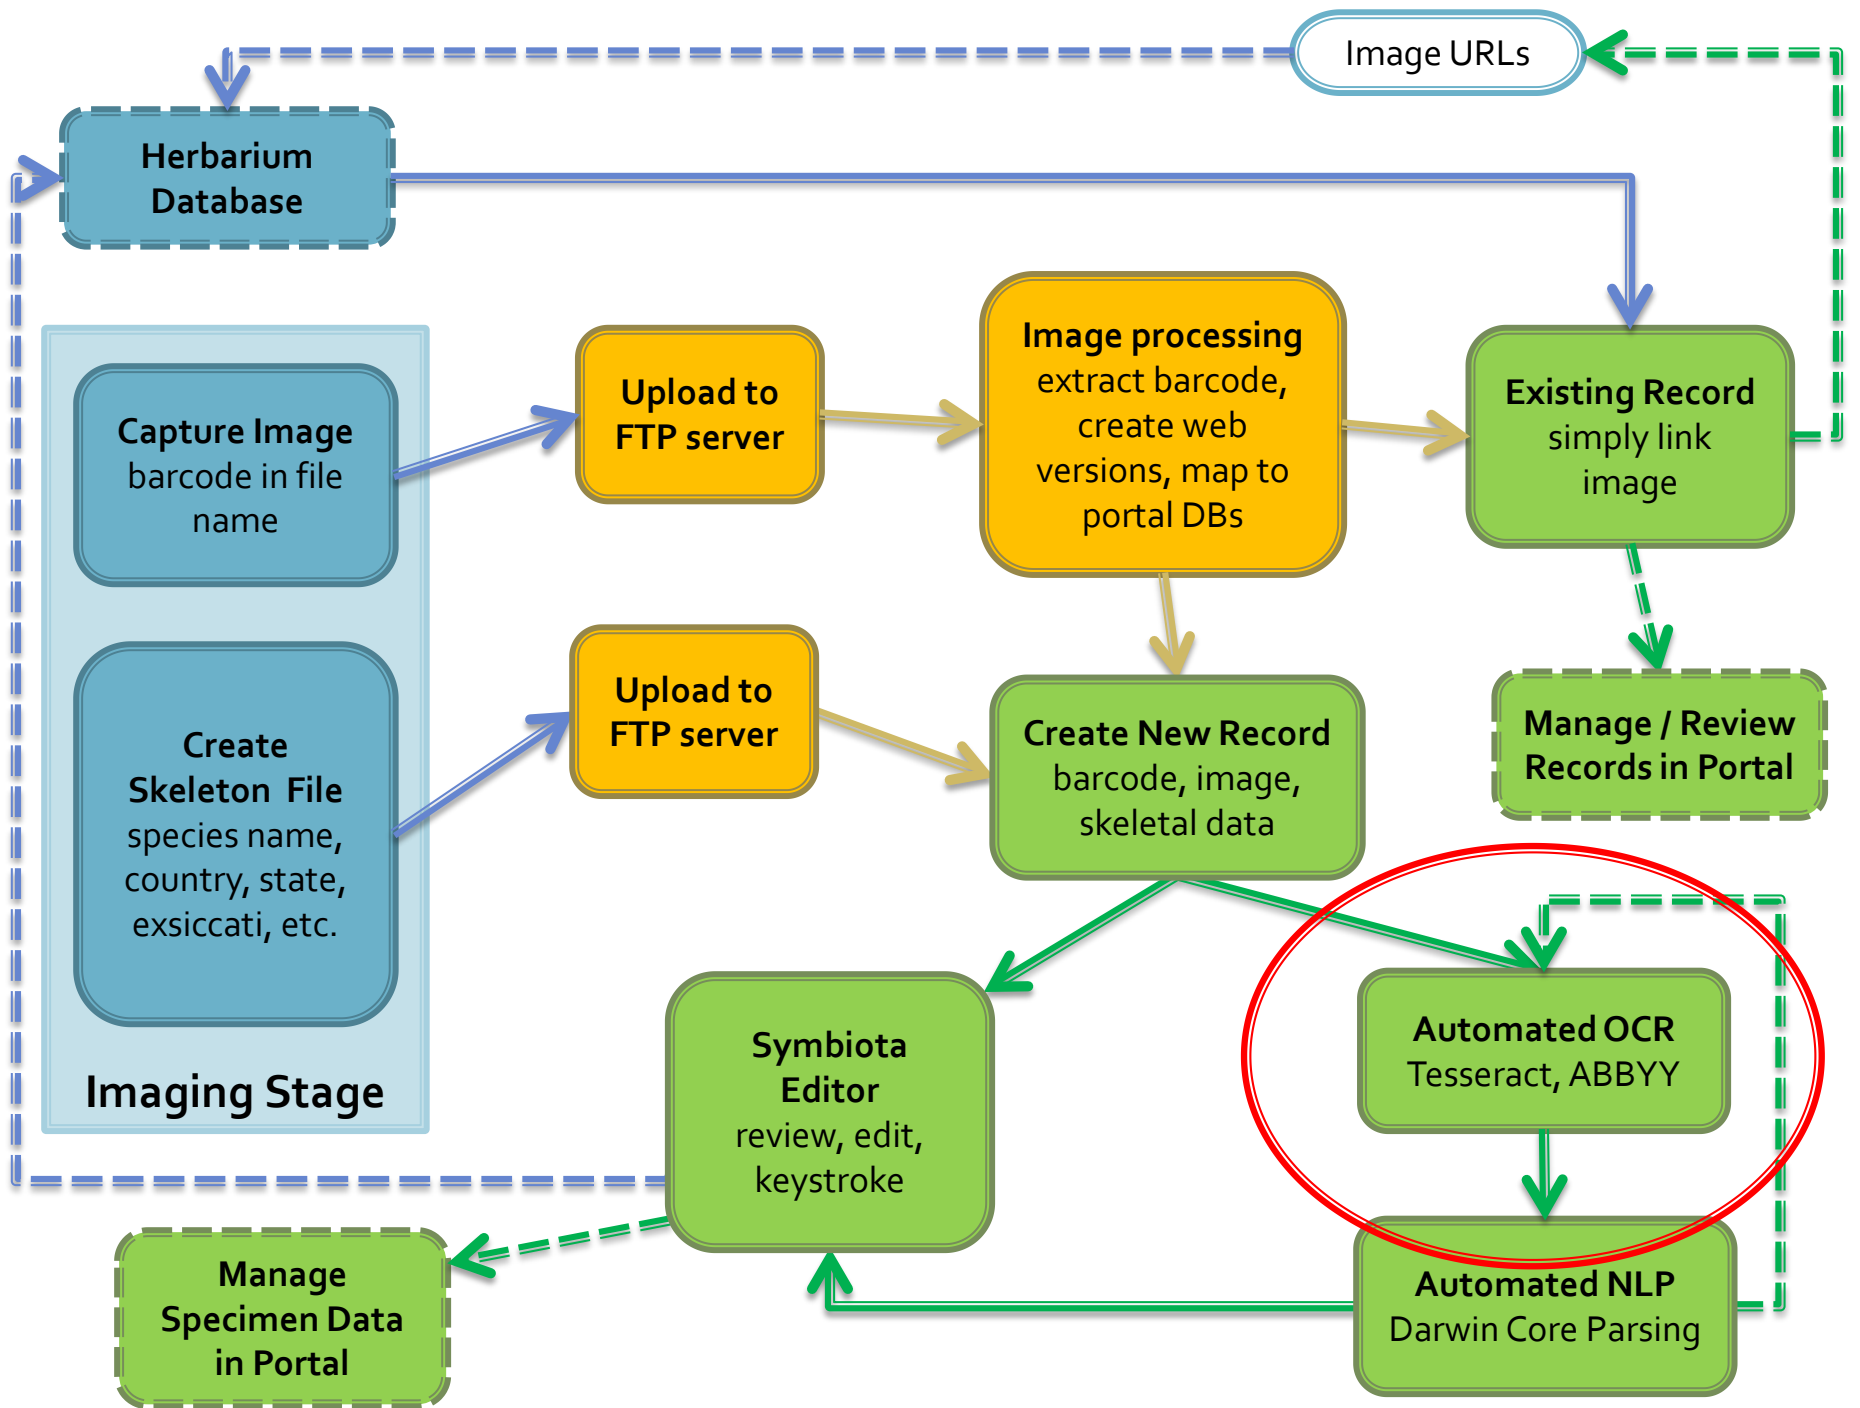 Image URLs
Herbarium
Database
Capture Image
barcode in file
name
Upload to
FTP server
Image processing
extract barcode,
create web
versions, map to
portal DBs
Existing Record
simply link
image
Create
Skeleton File
species name,
country, state,
exsiccati, etc.
Imaging Stage
Upload to
FTP server
Create New Record
barcode, image,
skeletal data
Manage / Review
Records in Portal
Symbiota
Editor
review, edit,
keystroke
Automated OCR
Tesseract, ABBYY
Manage
Specimen Data
in Portal
Automated NLP
Darwin Core Parsing